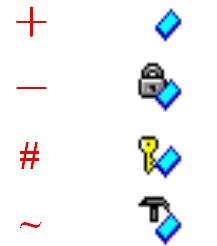 +
—
#
~